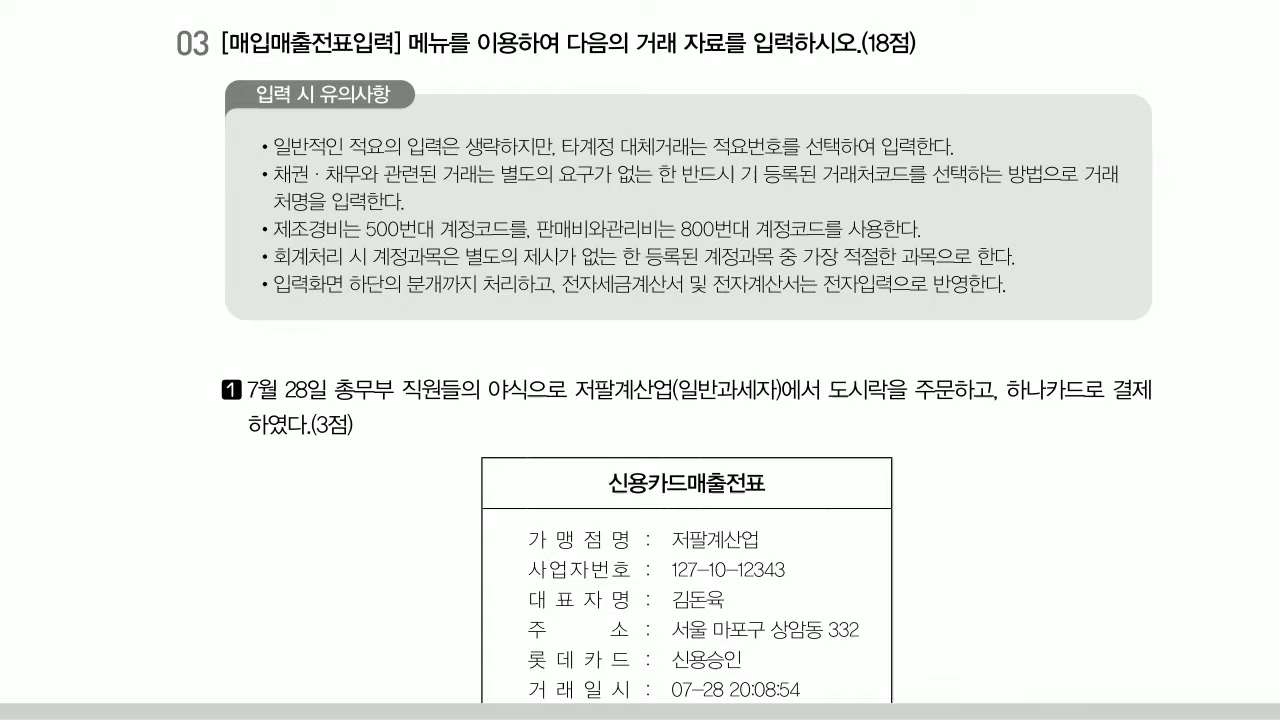 03 [매입매출전표입력] 메뉴를 이용하여 다음의 거래 자료를 입력하시오.(18점)
입력 시 유의사항
• 일반적인 적요의 입력은 생략하지만, 타계정 대체거래는 적요번호를 선택하여 입력한다.
• 채권 · 채무와 관련된 거래는 별도의 요구가 없는 한 반드시 기 등록된 거래처코드를 선택하는 방법으로 거래
처명을 입력한다.
• 제조경비는 500번대 계정코드를, 판매비와관리비는 800번대 계정코드를 사용한다.
• 회계처리 시 계정과목은 별도의 제시가 없는 한 등록된 계정과목 중 가장 적절한 과목으로 한다.
• 입력화면 하단의 분개까지 처리하고, 전자세금계산서 및 전자계산서는 전자입력으로 반영한다.
1 7월 28일 총무부 직원들의 야식으로 저팔계산업(일반과세자)에서 도시락을 주문하고, 하나카드로 결제
하였다.(3점)
신용카드매출전표
가 맹 점 명 : 저팔계산업
사업자번호 : 127-10-12343
대 표 자 명 : 김돈육
주 소 : 서울 마포구 상암동 332
롯 데 카 드 : 신용승인
거 래 일 시 : 07-28 20:08:54